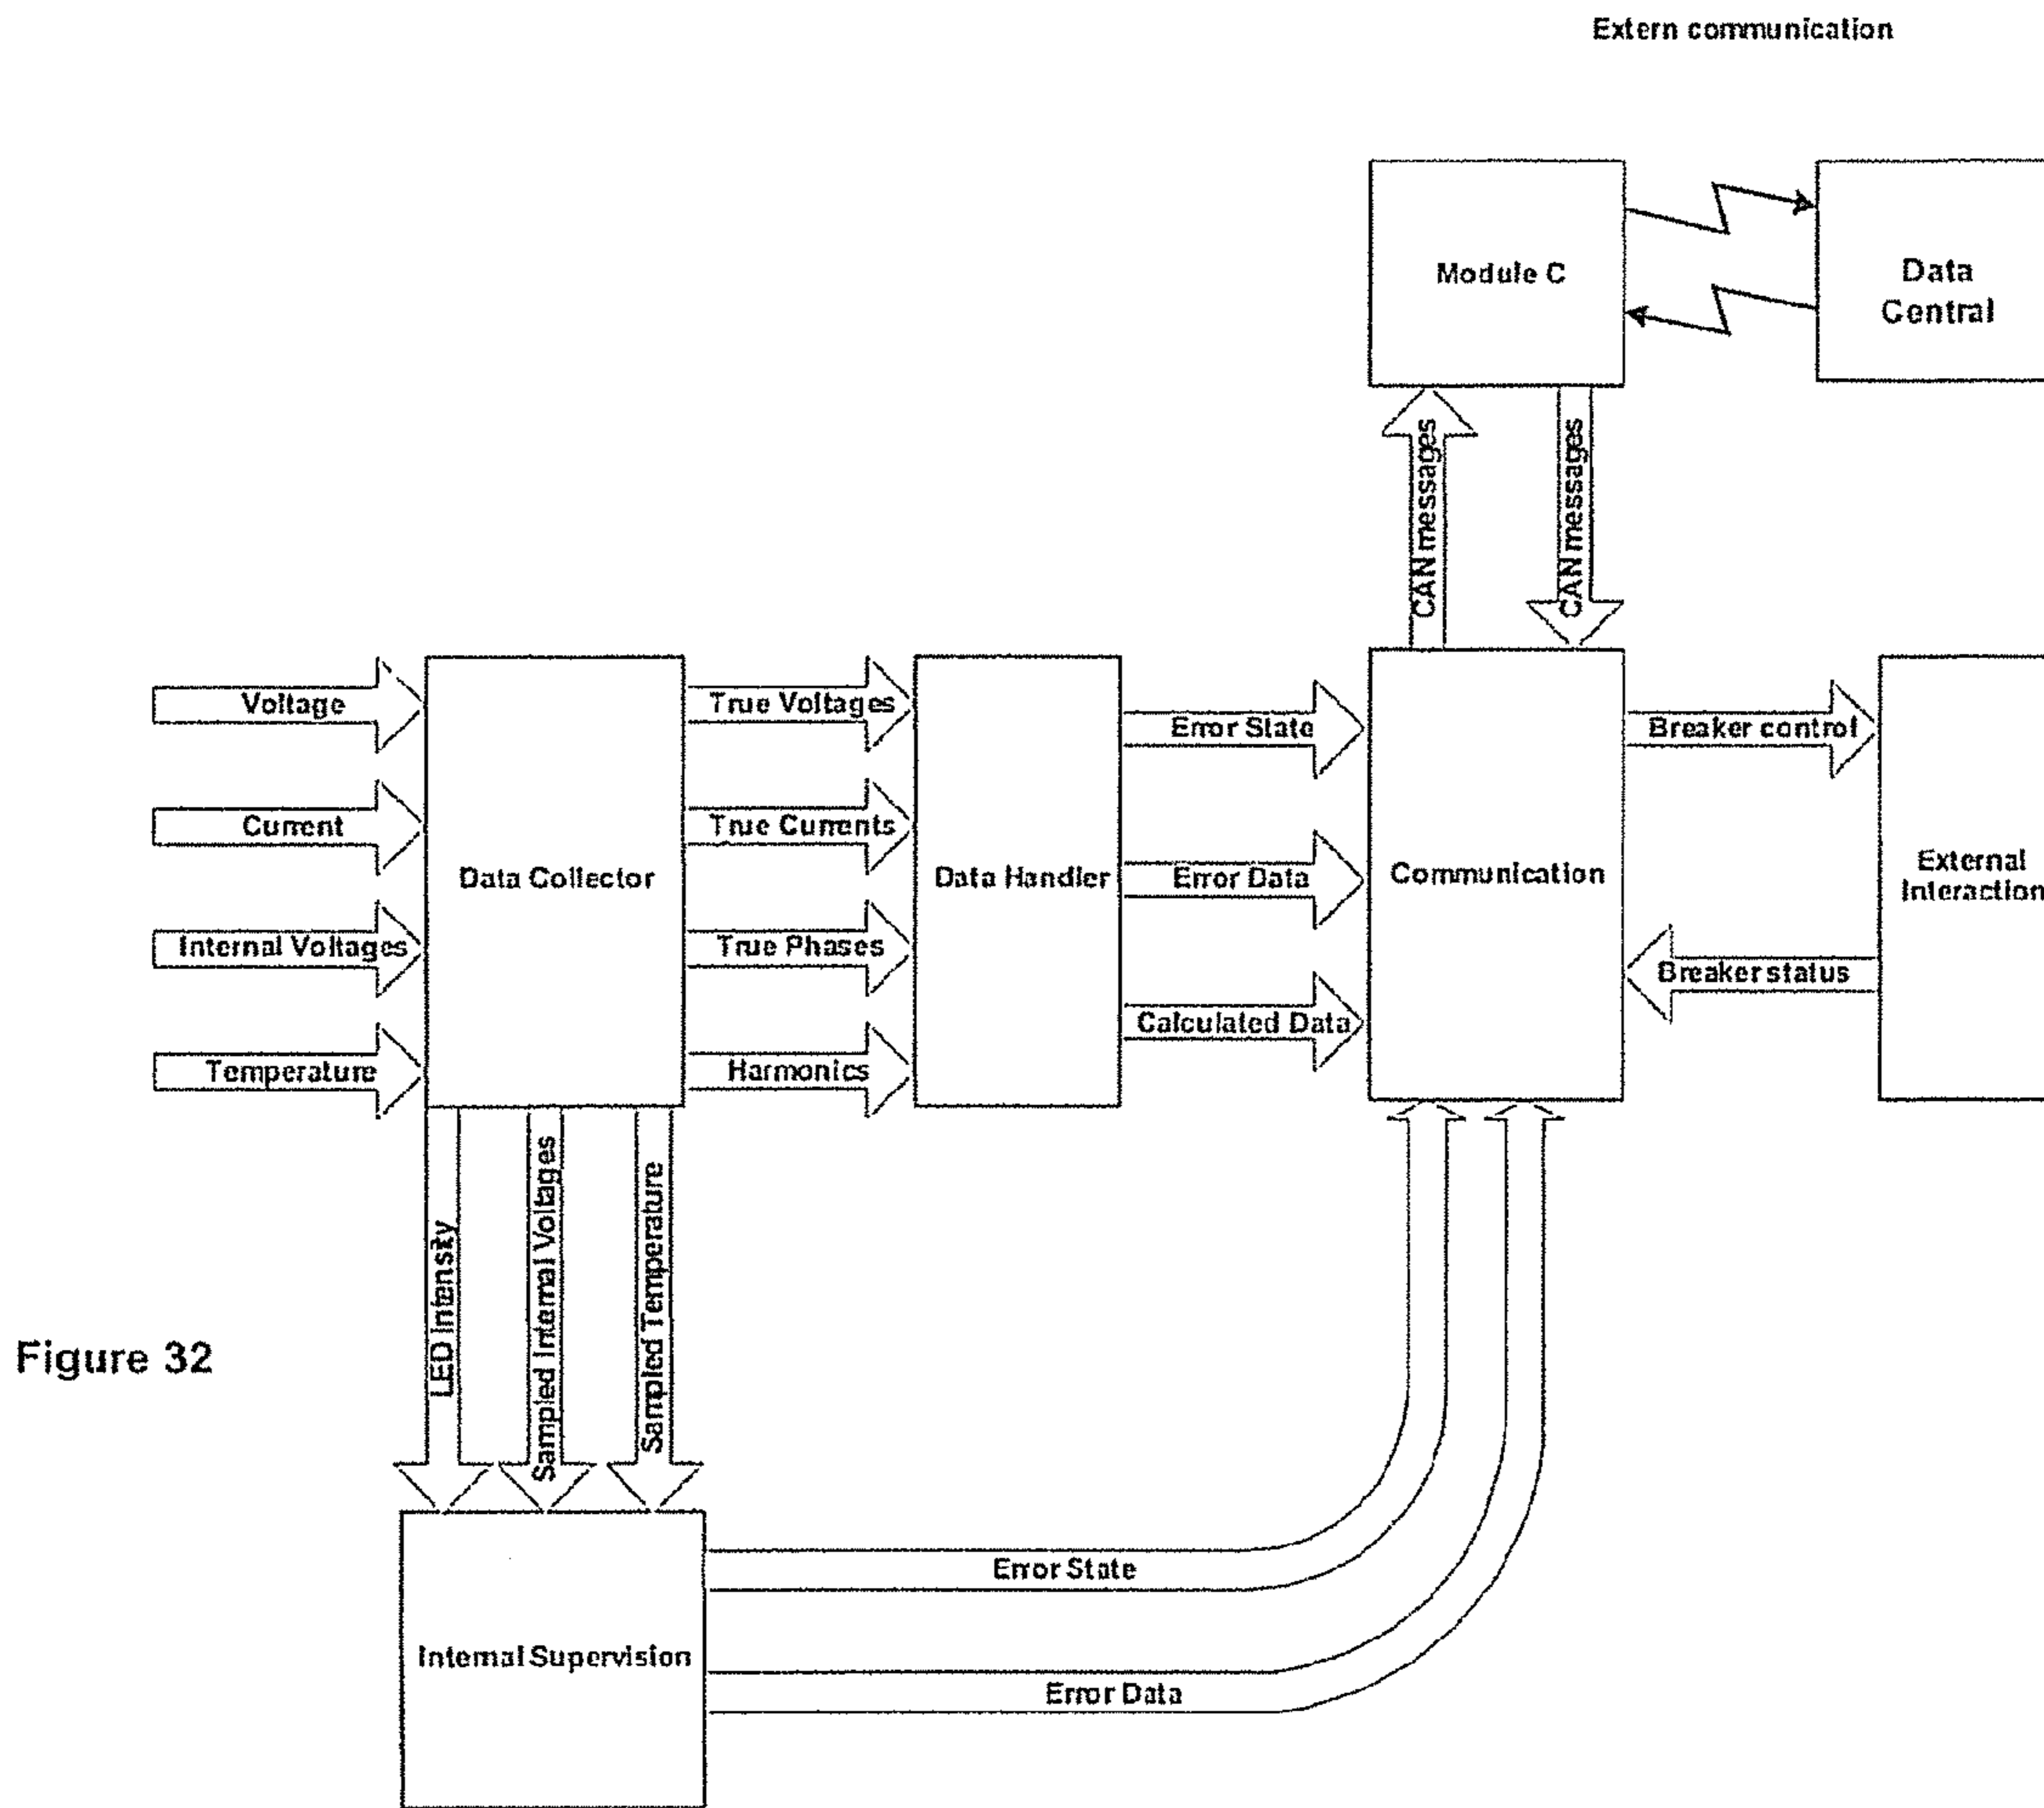 Extern communication
Module C
Data
Central
CAN messages
CAN messages
Voltage
Current
Internal Voltages
Temperature
Data Collector
True Voltages
True Currents
True Phases
Harmonics
Data Handler
Error State
Error Data
Calculated Data
Communication
Breaker control
Breaker status
External
Interaction
LED Intensity
Sampled Internal Voltages
Sampled Temperature
Figure 32
Internal Supervision
Error State
Error Data